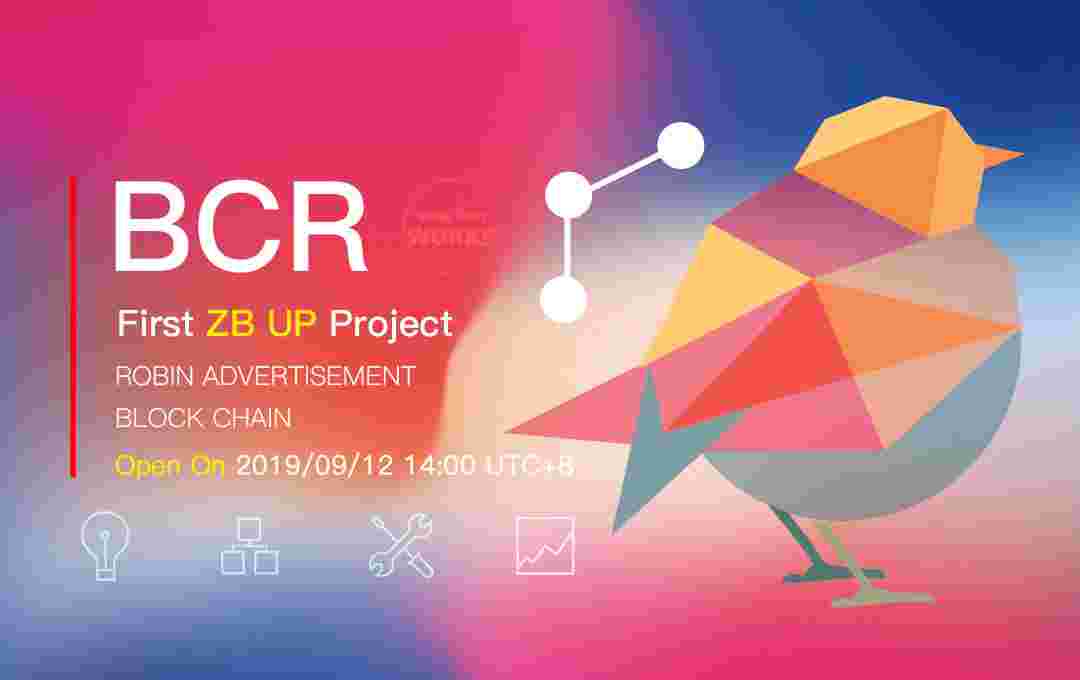 BCR
First ZB UP Project
ROBIN ADVERTISEMENT
BLOCK CHAIN
Open On 2019/09/12 14:00 UTC+8